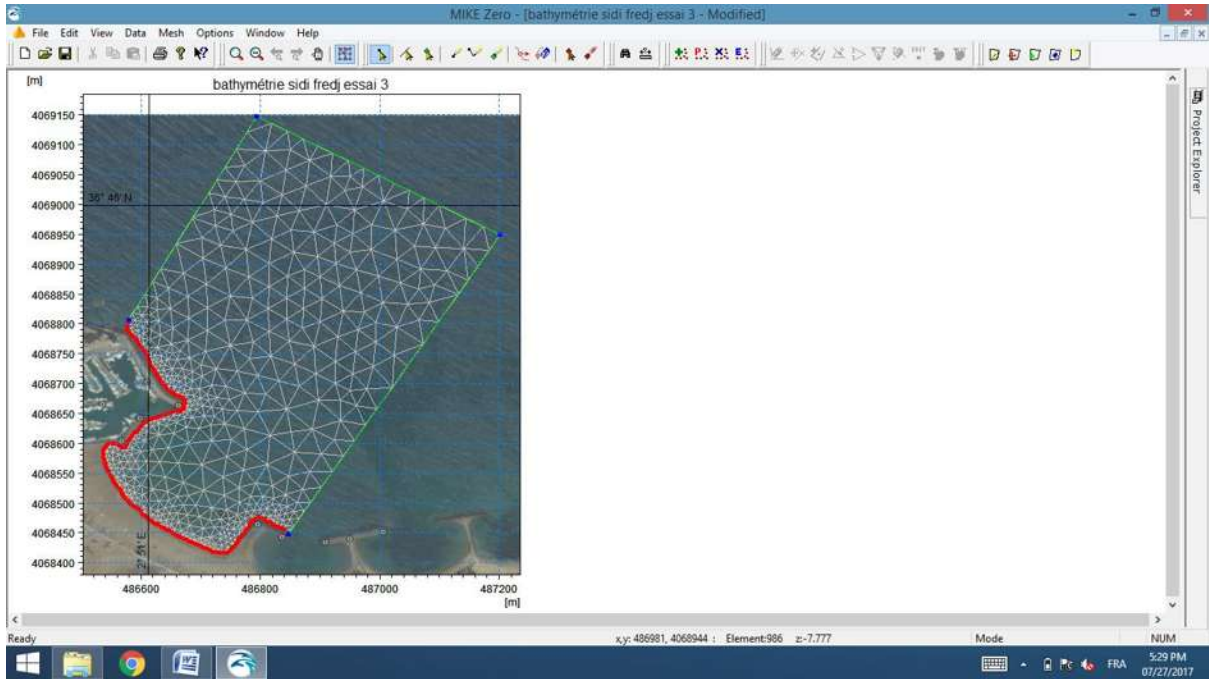 MIKE Zero - [bathymétrie sidi fredj essai 3 - Modified]
File Edit View Data Mesh Options Window Help
[m]
bathymétrie sidi fredj essai 3
4069150
4069100
4069050
4069000
36° 46' N
4068950
4068900
4068850
4068800
4068750
4068700
4068650
4068600
4068550
4068500
4068450
4068400
2° 51' E
486600 486800 487000 487200
[m]
Project Explorer
Ready x,y: 486981, 4068944 : Element:986 z:-7.777 Mode NUM
FRA 5:29 PM
07/27/2017